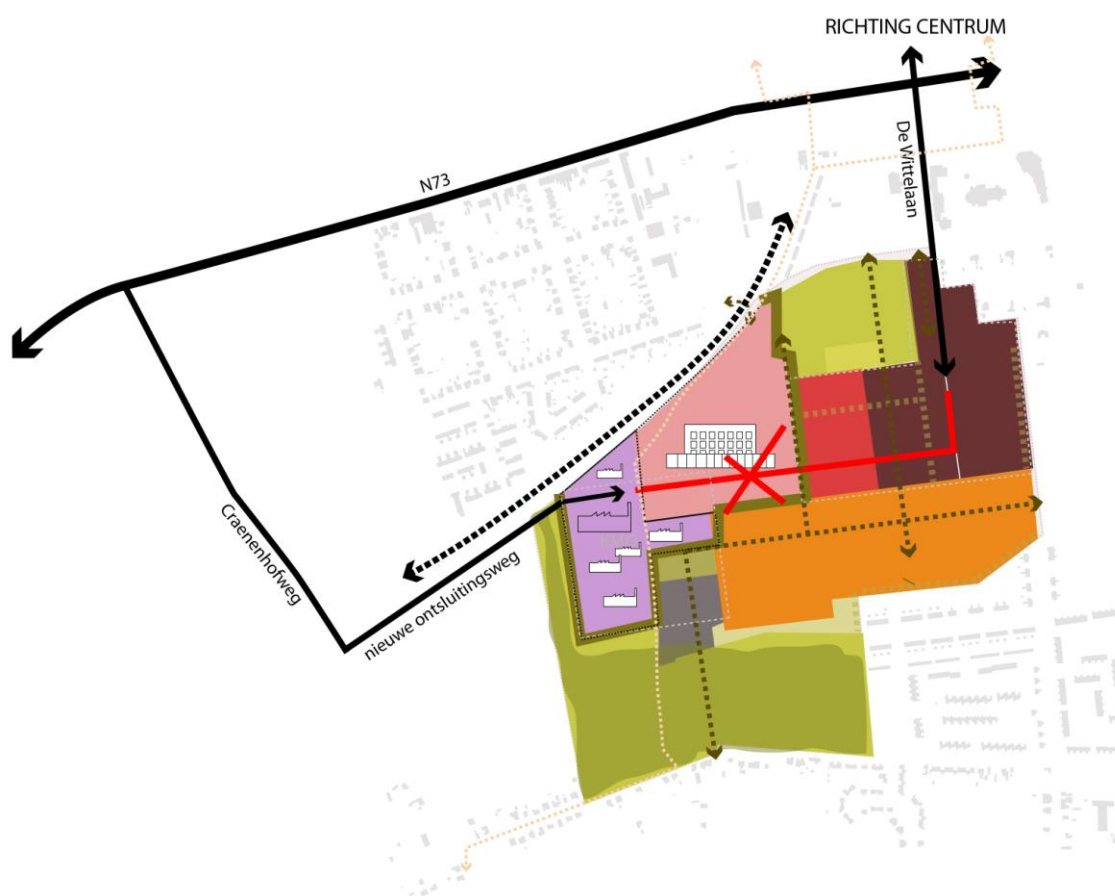 RICHTING CENTRUM
De Wittelaan
N73
Craenenhofweg
nieuwe ontsluitingsweg